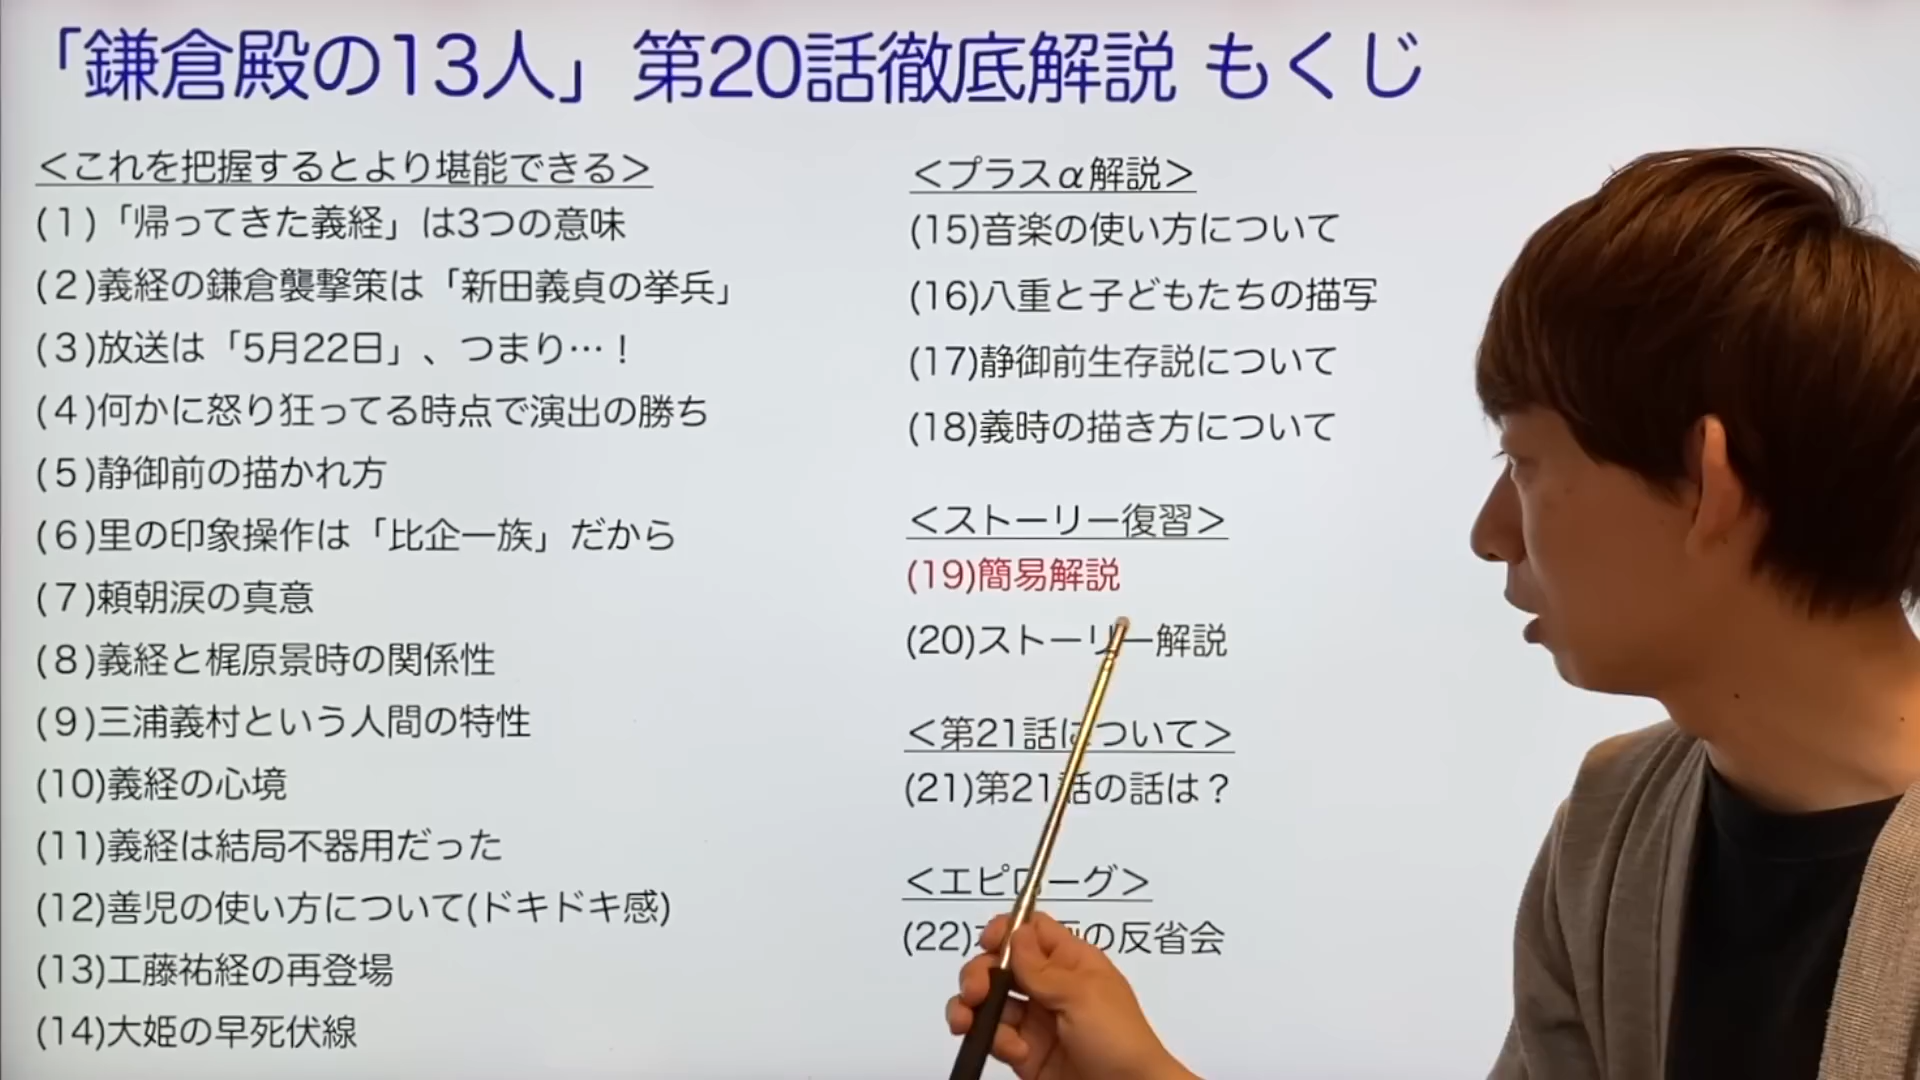 「鎌倉殿の13人」第20話徹底解説 もくじ
＜これを把握するとより堪能できる＞
(1)「帰ってきた義経」は3つの意味
(2)義経の鎌倉襲撃策は「新田義貞の挙兵」
(3)放送は「5月22日」、つまり…！
(4)何かに怒り狂ってる時点で演出の勝ち
(5)静御前の描かれ方
(6)里の印象操作は「比企一族」だから
(7)頼朝涙の真意
(8)義経と梶原景時の関係性
(9)三浦義村という人間の特性
(10)義経の心境
(11)義経は結局不器用だった
(12)善児の使い方について(ドキドキ感)
(13)工藤祐経の再登場
(14)大姫の早死伏線
＜プラスα解説＞
(15)音楽の使い方について
(16)八重と子どもたちの描写
(17)静御前生存説について
(18)義時の描き方について
＜ストーリー復習＞
(19)簡易解説
(20)ストーリー解説
＜第21話について＞
(21)第21話の話は？
＜エピローグ＞
(22)の反省会